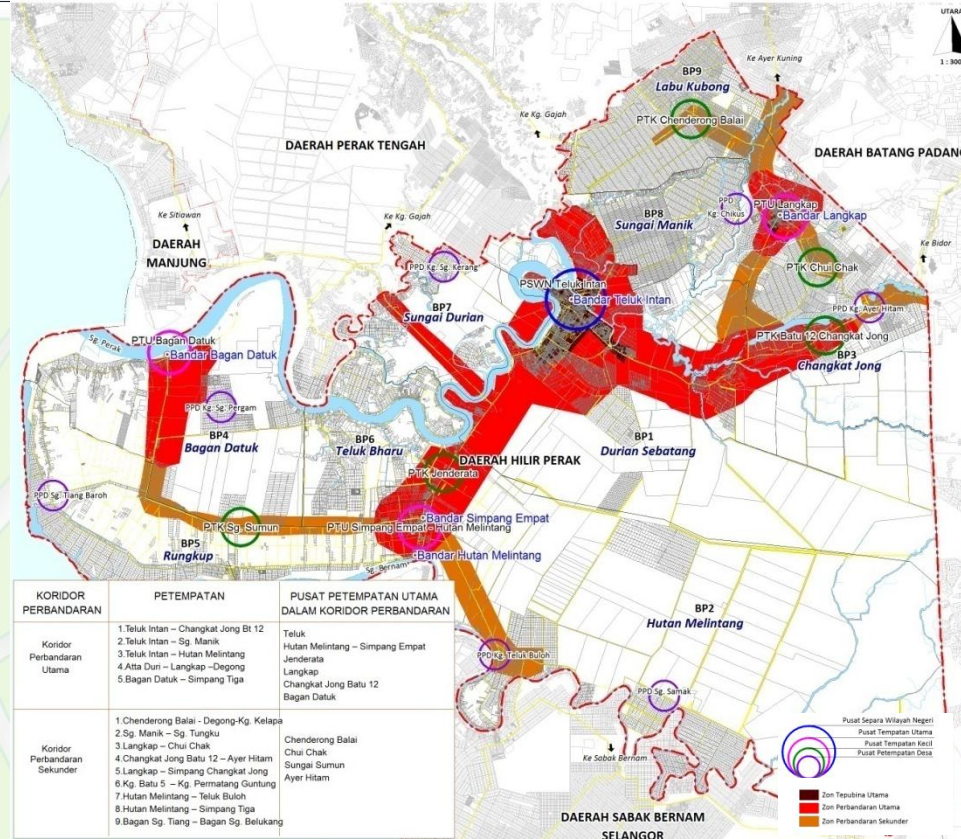 UTARA
1 : 300
Ke Ayer Kuning
BP9
Labu Kubong
PTK Chenderong Balai
Ke Kg. Gajah
DAERAH PERAK TENGAH
DAERAH BATANG PADANG
PPD
Kg. Chikus
PTU Langkap
Bandar Langkap
BP8
Sungai Manik
Ke Sitiawan
Ke Kg. Gajah
DAERAH
MANJUNG
Ke Bidor
PPD Kg. Sg. Kerang
PTK Chui Chak
PSWN Teluk Intan
Bandar Teluk Intan
BP7
Sungai Durian
PPD Kg. Ayer Hitam
Sg. Perak
PTU Bagan Datuk
Bandar Bagan Datuk
PTK Batu 12 Changkat Jong
BP3
Changkat Jong
PPD Kg. Sg. Pergam
BP4
Bagan Datuk
BP6
Teluk Bharu
BP1
Durian Sebatang
DAERAH HILIR PERAK
PTK Jenderata
PPD Sg. Tiang Baroh
PTK Sg. Sumun
PTU Simpang Empat - Hutan Melintang
Bandar Simpang Empat
BP5
Rungkup
Bandar Hutan Melintang
Sg. Bernam
BP2
Hutan Melintang
PPD Kg. Teluk Buloh
PPD Sg. Samak
Ke Sabak Bernam
DAERAH SABAK BERNAM
SELANGOR
KORIDOR
PERBANDARAN
PETEMPATAN
PUSAT PETEMPATAN UTAMA
DALAM KORIDOR PERBANDARAN
Koridor
Perbandaran
Utama
1.Teluk Intan – Changkat Jong Bt 12
2.Teluk Intan – Sg. Manik
3.Teluk Intan – Hutan Melintang
4.Atta Duri – Langkap –Degong
5.Bagan Datuk – Simpang Tiga
Teluk
Hutan Melintang – Simpang Empat
Jenderata
Langkap
Changkat Jong Batu 12
Bagan Datuk
Koridor
Perbandaran
Sekunder
1.Chenderong Balai - Degong-Kg. Kelapa
2.Sg. Manik – Sg. Tungku
3.Langkap – Chui Chak
4.Changkat Jong Batu 12 – Ayer Hitam
5.Langkap – Simpang Changkat Jong
6.Kg. Batu 5 – Kg. Permatang Guntung
7.Hutan Melintang – Teluk Buloh
8.Hutan Melintang – Simpang Tiga
9.Bagan Sg. Tiang – Bagan Sg. Belukang
Chenderong Balai
Chui Chak
Sungai Sumun
Ayer Hitam
Pusat Separa Wilayah Negeri
Pusat Tempatan Utama
Pusat Tempatan Kecil
Pusat Petempatan Desa
Zon Tepubina Utama
Zon Perbandaran Utama
Zon Perbandaran Sekunder